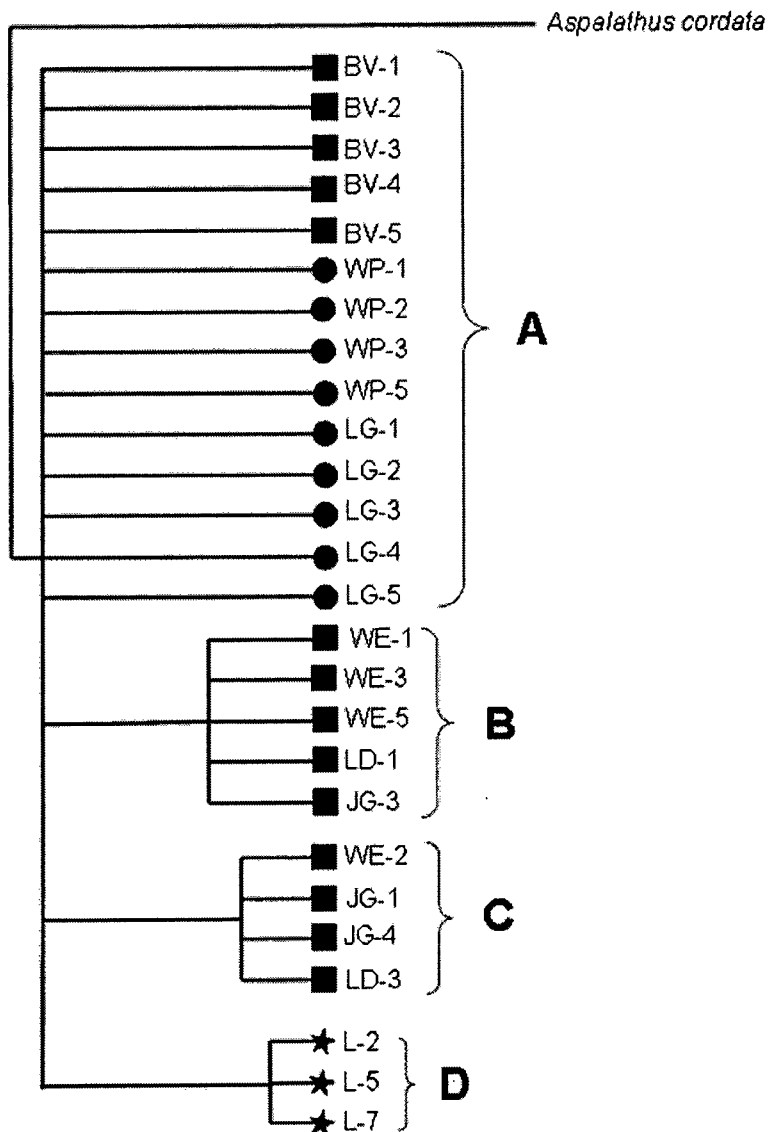 Aspalathus cordata
BV-1
BV-2
BV-3
BV-4
BV-5
WP-1
WP-2
WP-3
WP-5
LG-1
LG-2
LG-3
LG-4
LG-5
A
WE-1
WE-3
WE-5
LD-1
JG-3
B
WE-2
JG-1
JG-4
LD-3
C
L-2
L-5
L-7
D